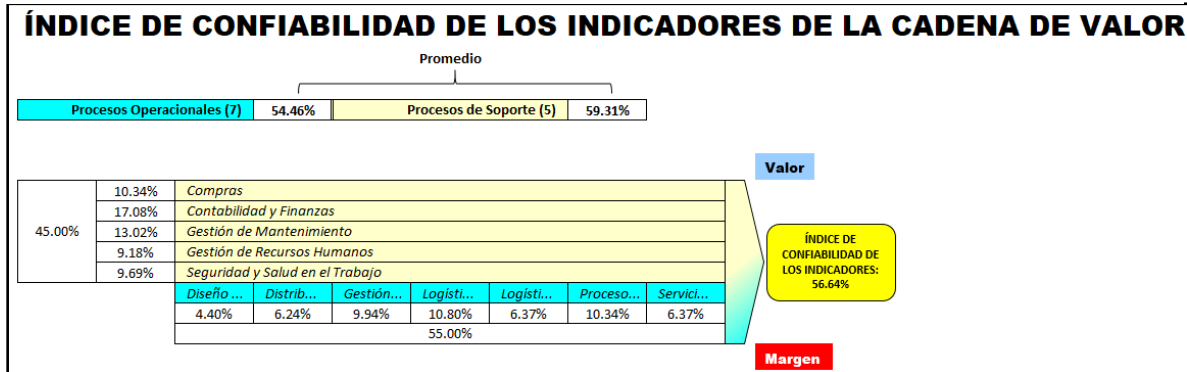 ÍNDICE DE CONFIABILIDAD DE LOS INDICADORES DE LA CADENA DE VALOR
Promedio
Procesos Operacionales (7) 54.46% Procesos de Soporte (5) 59.31%
Valor
45.00%
10.34% Compras
17.08% Contabilidad y Finanzas
13.02% Gestión de Mantenimiento
9.18% Gestión de Recursos Humanos
9.69% Seguridad y Salud en el Trabajo
Diseño ... Distrib... Gestión... Logísti... Logísti... Proceso... Servici...
4.40% 6.24% 9.94% 10.80% 6.37% 10.34% 6.37%
55.00%
ÍNDICE DE
CONFIABILIDAD DE
LOS INDICADORES:
56.64%
Margen